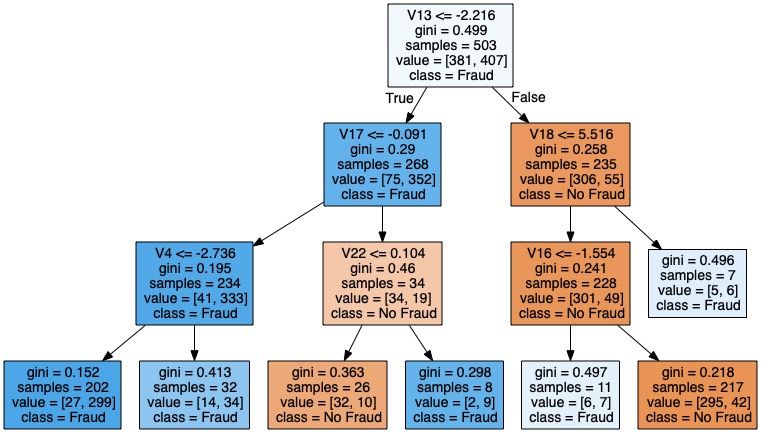 V13 <= -2.216
gini = 0.499
samples = 503
value = [381, 407]
class = Fraud
True
False
V17 <= -0.091
gini = 0.29
samples = 268
value = [75, 352]
class = Fraud
V18 <= 5.516
gini = 0.258
samples = 235
value = [306, 55]
class = No Fraud
V4 <= -2.736
gini = 0.195
samples = 234
value = [41, 333]
class = Fraud
V22 <= 0.104
gini = 0.46
samples = 34
value = [34, 19]
class = No Fraud
V16 <= -1.554
gini = 0.241
samples = 228
value = [301, 49]
class = No Fraud
gini = 0.496
samples = 7
value = [5, 6]
class = Fraud
gini = 0.152
samples = 202
value = [27, 299]
class = Fraud
gini = 0.413
samples = 32
value = [14, 34]
class = Fraud
gini = 0.363
samples = 26
value = [32, 10]
class = No Fraud
gini = 0.298
samples = 8
value = [2, 9]
class = Fraud
gini = 0.497
samples = 11
value = [6, 7]
class = Fraud
gini = 0.218
samples = 217
value = [295, 42]
class = No Fraud